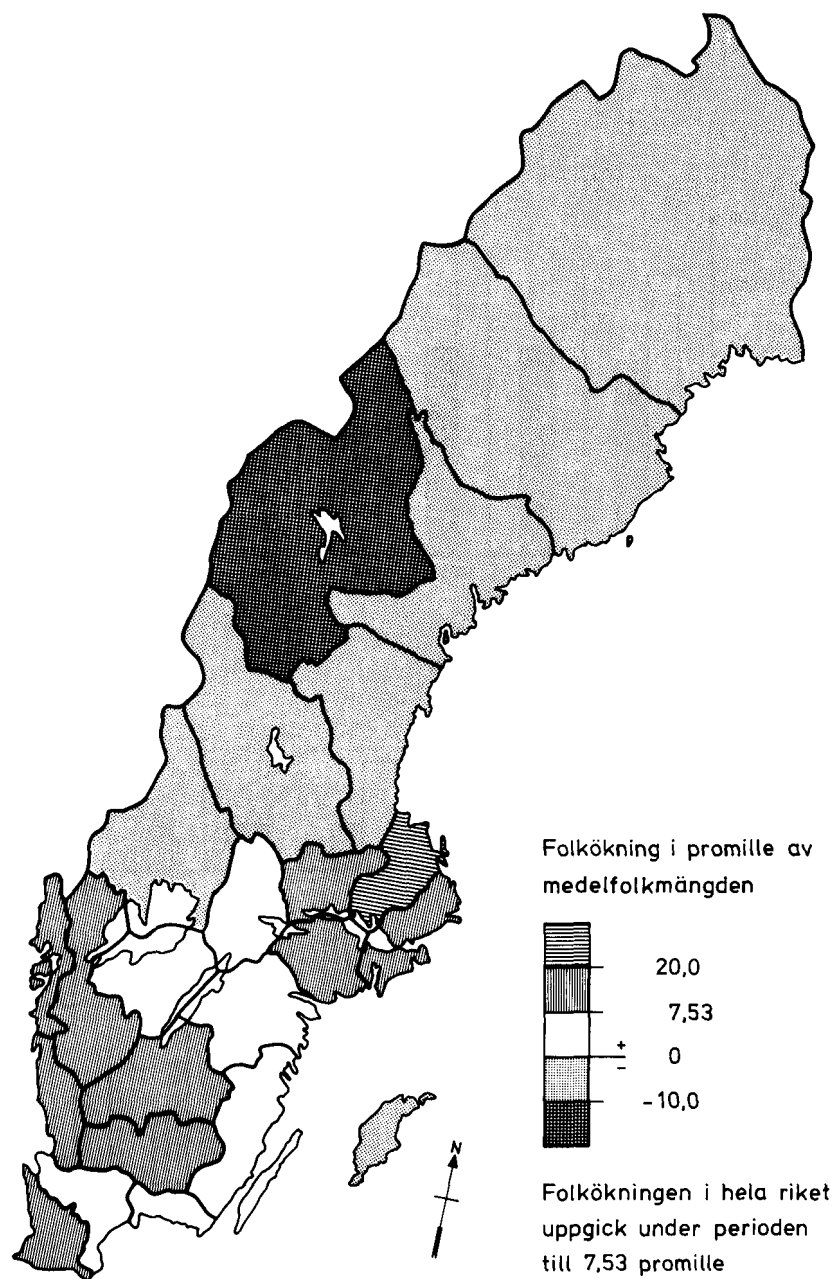 Folkökning i promille av
medelfolkmängden
20,0
7,53
+
0
-
-10,0
N
Folkökningen i hela riket
uppgick under perioden
till 7,53 promille